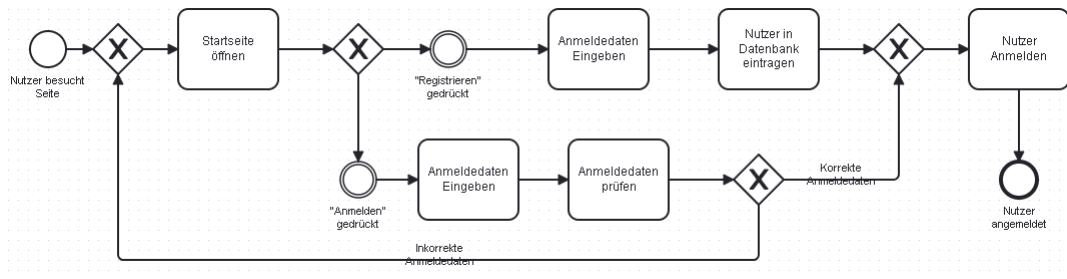 Nutzer besucht
Seite
Startseite
öffnen
"Registrieren"
gedrückt
Anmeldedaten
Eingeben
Nutzer in
Datenbank
eintragen
Nutzer
Anmelden
"Anmelden"
gedrückt
Anmeldedaten
Eingeben
Anmeldedaten
prüfen
Korrekte
Anmeldedaten
Nutzer
angemeldet
Inkorrekte
Anmeldedaten